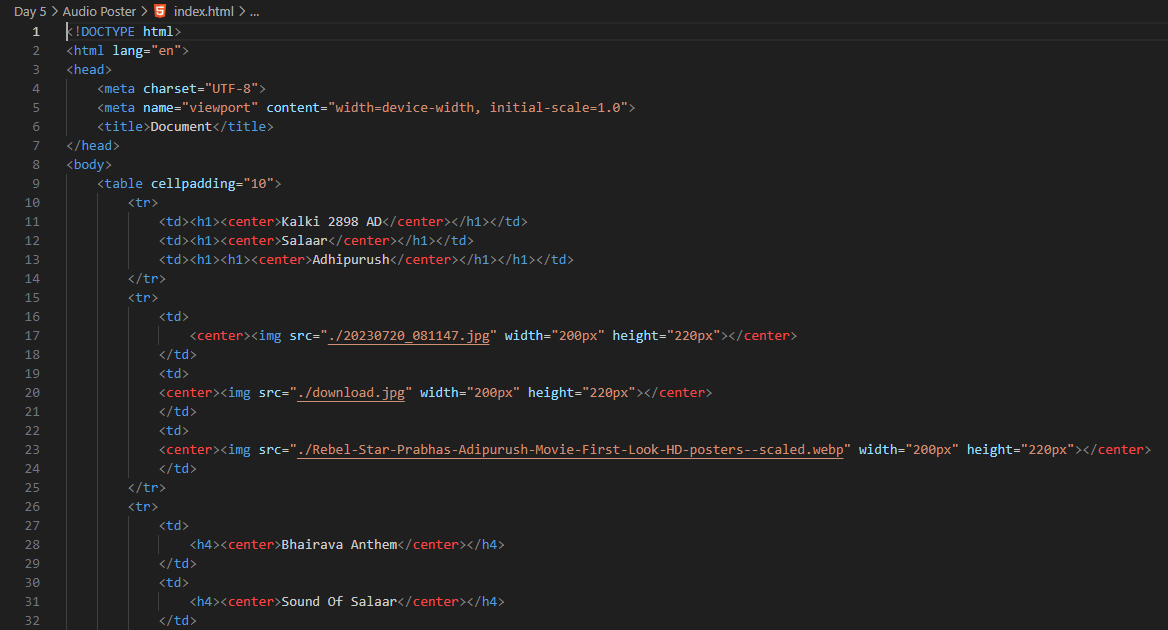 Day 5 > Audio Poster > index.html > ...
1 <!DOCTYPE html>
2 <html lang="en">
3 <head>
4     <meta charset="UTF-8">
5     <meta name="viewport" content="width=device-width, initial-scale=1.0">
6     <title>Document</title>
7 </head>
8 <body>
9     <table cellpadding="10">
10         <tr>
11             <td><h1><center>Kalki 2898 AD</center></h1></td>
12             <td><h1><center>Salaar</center></h1></td>
13             <td><h1><h1><center>Adhipurush</center></h1></h1></td>
14         </tr>
15         <tr>
16             <td>
17                 <center><img src="./20230720_081147.jpg" width="200px" height="220px"></center>
18             </td>
19             <td>
20             <center><img src="./download.jpg" width="200px" height="220px"></center>
21             </td>
22             <td>
23             <center><img src="./Rebel-Star-Prabhas-Adipurush-Movie-First-Look-HD-posters--scaled.webp" width="200px" height="220px"></center>
24             </td>
25         </tr>
26         <tr>
27             <td>
28                 <h4><center>Bhairava Anthem</center></h4>
29             </td>
30             <td>
31                 <h4><center>Sound Of Salaar</center></h4>
32             </td>